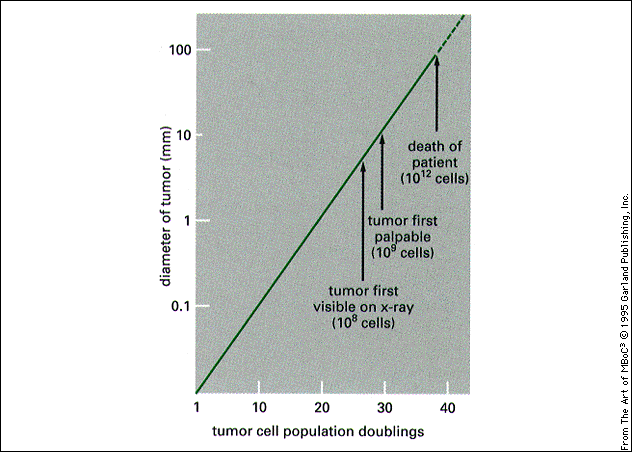 100
10
1
0.1
diameter of tumor (mm)
death of
patient
(10¹² cells)
tumor first
palpable
(10⁹ cells)
tumor first
visible on x-ray
(10⁸ cells)
1 10 20 30 40
tumor cell population doublings
From The Art of MBoC³ © 1995 Garland Publishing, Inc.